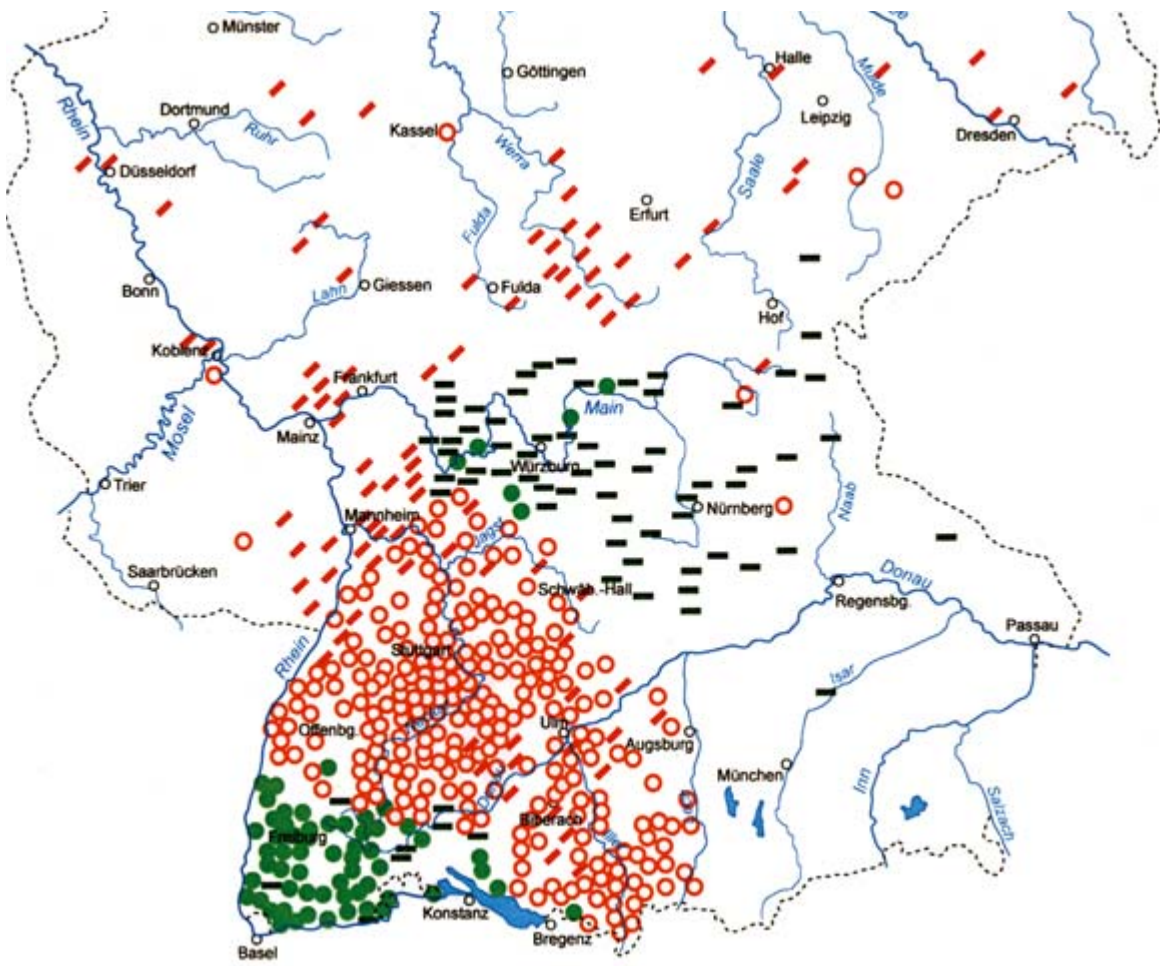 Münster
Halle
Göttingen
Mulde
Rhein
Leipzig
Dortmund
Ruhr
Kassel
Werra
Dresden
Düsseldorf
Saale
Erfurt
Fulda
Bonn
Lahn
Giessen
Fulda
Hof
Koblenz
Frankfurt
Main
Mosel
Mainz
Würzburg
Trier
Naab
Nürnberg
Mannheim
Jagst
Saarbrücken
Schwäb.-Hall
Donau
Regensbg.
Passau
Rhein
Stuttgart
Isar
Offenbg.
Ulm
Augsburg
München
Inn
Salzach
Biberach
Freiburg
Konstanz
Bregenz
Basel